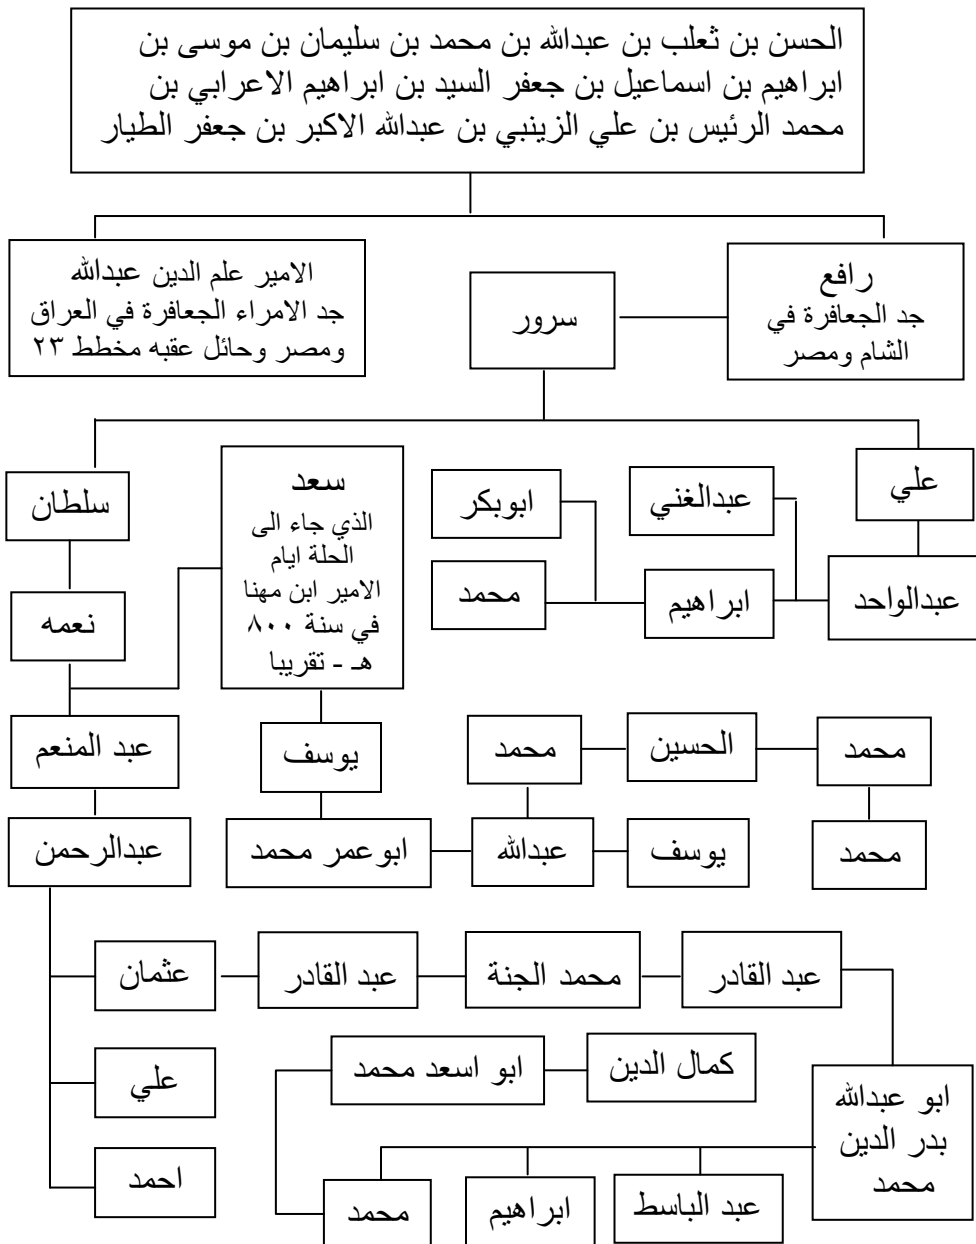 الحسن بن ثعلب بن عبدالله بن محمد بن سليمان بن موسى بن
ابراهيم بن اسماعيل بن جعفر السيد بن ابراهيم الاعرابي بن
محمد الرئيس بن علي الزينبي بن عبدالله الاكبر بن جعفر الطيار
رافع
جد الجعافرة في
الشام ومصر
سرور
الامير علم الدين عبدالله
جد الامراء الجعافرة في العراق
ومصر وحائل عقبه مخطط ٢٣
علي
عبدالغني
ابوبكر
سعد
الذي جاء الى
الحلة ايام
الامير ابن مهنا
في سنة ٨٠٠
هـ - تقريبا
سلطان
عبدالواحد
ابراهيم
محمد
نعمه
محمد
الحسين
محمد
يوسف
عبد المنعم
محمد
يوسف
عبدالله
ابوعمر محمد
عبدالرحمن
عبد القادر
محمد الجنة
عبد القادر
عثمان
كمال الدين
ابو اسعد محمد
علي
ابو عبدالله
بدر الدين
محمد
عبد الباسط
ابراهيم
محمد
احمد